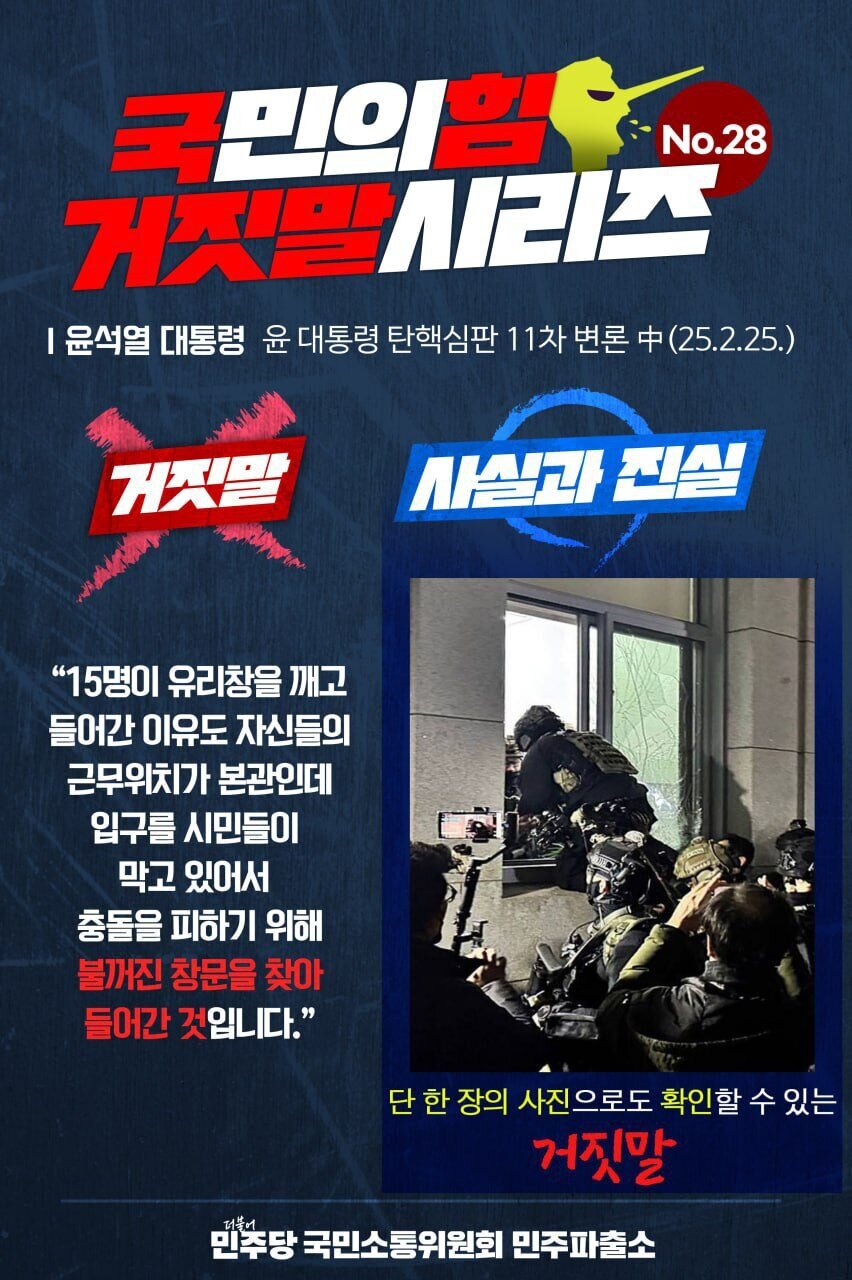 국민의힘
No.28
거짓말시리즈
| 윤석열 대통령 윤 대통령 탄핵심판 11차 변론 中(25.2.25.)
거짓말
사실과 진실
“15명이 유리창을 깨고
들어간 이유도 자신들의
근무위치가 본관인데
입구를 시민들이
막고 있어서
충돌을 피하기 위해
불꺼진 창문을 찾아
들어간 것입니다.”
단 한 장의 사진으로도 확인할 수 있는
거짓말
더불어
민주당 국민소통위원회 민주파출소